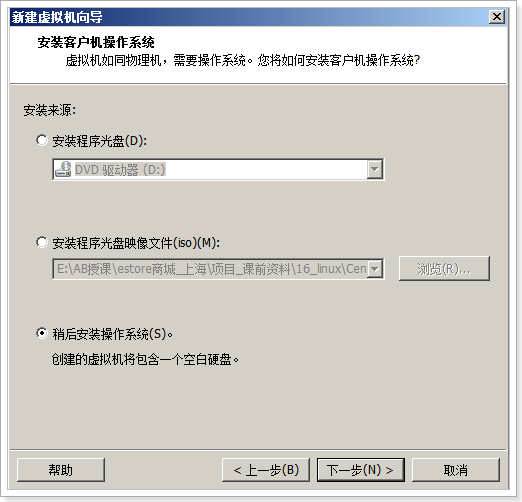 新建虚拟机向导
安装客户机操作系统
虚拟机如同物理机，需要操作系统。您将如何安装客户机操作系统?
安装来源:
安装程序光盘(D):
DVD 驱动器 (D:)
安装程序光盘映像文件(iso)(M):
E:\AB授课\estore商城_上海\项目_课前资料\16_linux\Cen
浏览(R)...
稍后安装操作系统(S)。
创建的虚拟机将包含一个空白硬盘。
帮助
< 上一步(B)
下一步(N) >
取消